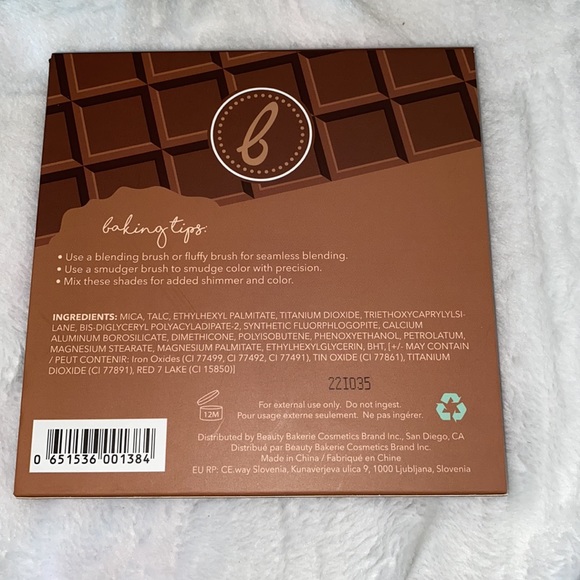 b
baking tips:
• Use a blending brush or fluffy brush for seamless blending.
• Use a smudger brush to smudge color with precision.
• Mix these shades for added shimmer and color.
INGREDIENTS: MICA, TALC, ETHYLHEXYL PALMITATE, TITANIUM DIOXIDE, TRIETHOXYCAPRYLYLSI-
LANE, BIS-DIGLYCERYL POLYACYLADIPATE-2, SYNTHETIC FLUORPHLOGOPITE, CALCIUM
ALUMINUM BOROSILICATE, DIMETHICONE, POLYISOBUTENE, PHENOXYETHANOL, PETROLATUM,
MAGNESIUM STEARATE, MAGNESIUM PALMITATE, ETHYLHEXYLGLYCERIN, BHT, [+/- MAY CONTAIN
/ PEUT CONTENIR: Iron Oxides (CI 77499, CI 77492, CI 77491), TIN OXIDE (CI 77861), TITANIUM
DIOXIDE (CI 77891), RED 7 LAKE (CI 15850)]
22I035
12M
For external use only. Do not ingest.
Pour usage externe seulement. Ne pas ingérer.
Distributed by Beauty Bakerie Cosmetics Brand Inc., San Diego, CA
Distribué par Beauty Bakerie Cosmetics Brand Inc.
Made in China / Fabriqué en Chine
EU RP: CE.way Slovenia, Kunaverjeva ulica 9, 1000 Ljubljana, Slovenia
0 651536 001384